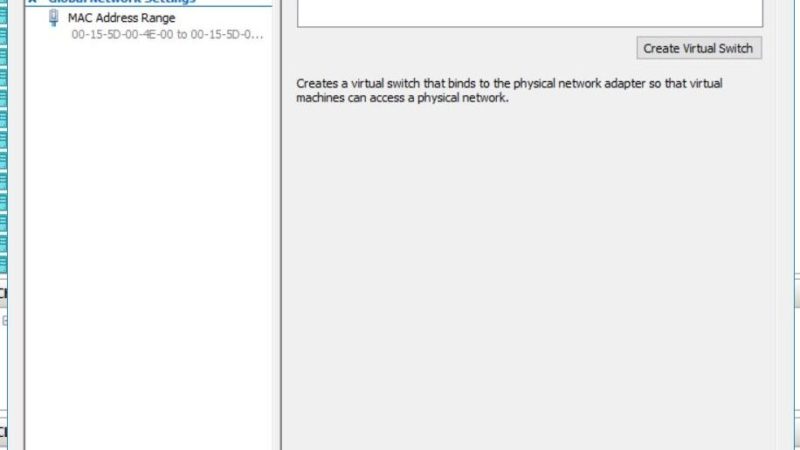 Global Network Settings
MAC Address Range
00-15-5D-00-4E-00 to 00-15-5D-0...
Create Virtual Switch
Creates a virtual switch that binds to the physical network adapter so that virtual
machines can access a physical network.